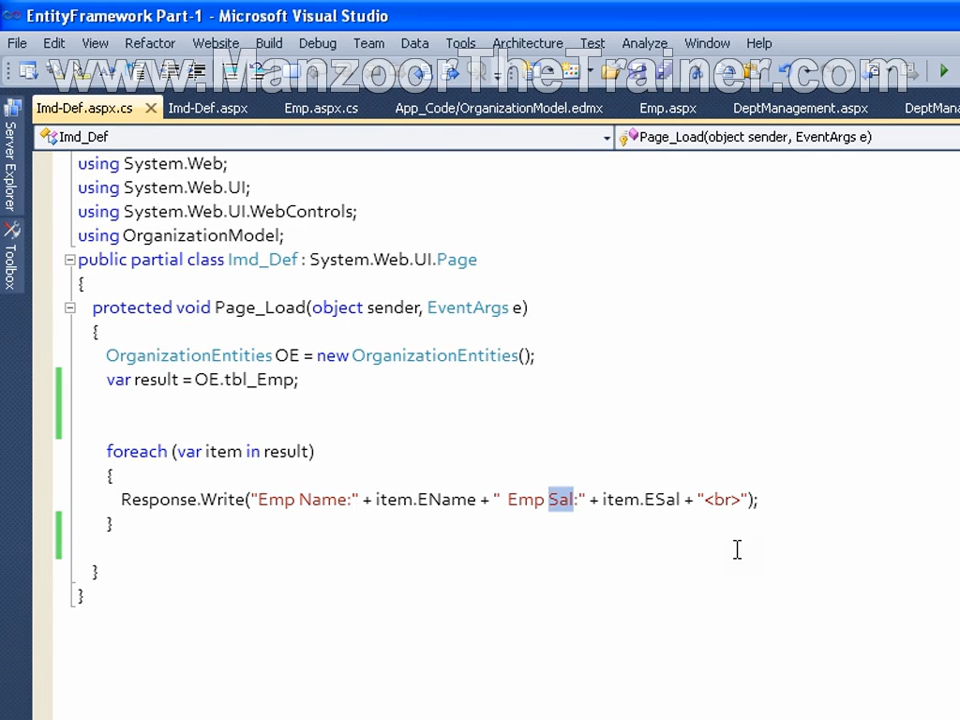 EntityFramework Part-1 - Microsoft Visual Studio
File Edit View Refactor Website Build Debug Team Data Tools Architecture Test Analyze Window Help
www.ManzoorTheTrainer.com
Imd-Def.aspx.cs Imd-Def.aspx Emp.aspx.cs App_Code/OrganizationModel.edmx Emp.aspx DeptManagement.aspx DeptMana
Imd_Def Page_Load(object sender, EventArgs e)
Server Explorer
Toolbox
using System.Web;
using System.Web.UI;
using System.Web.UI.WebControls;
using OrganizationModel;
public partial class Imd_Def : System.Web.UI.Page
{
protected void Page_Load(object sender, EventArgs e)
{
OrganizationEntities OE = new OrganizationEntities();
var result = OE.tbl_Emp;
foreach (var item in result)
{
Response.Write("Emp Name:" + item.EName + "  Emp Sal:" + item.ESal + "<br>");
}
}
}